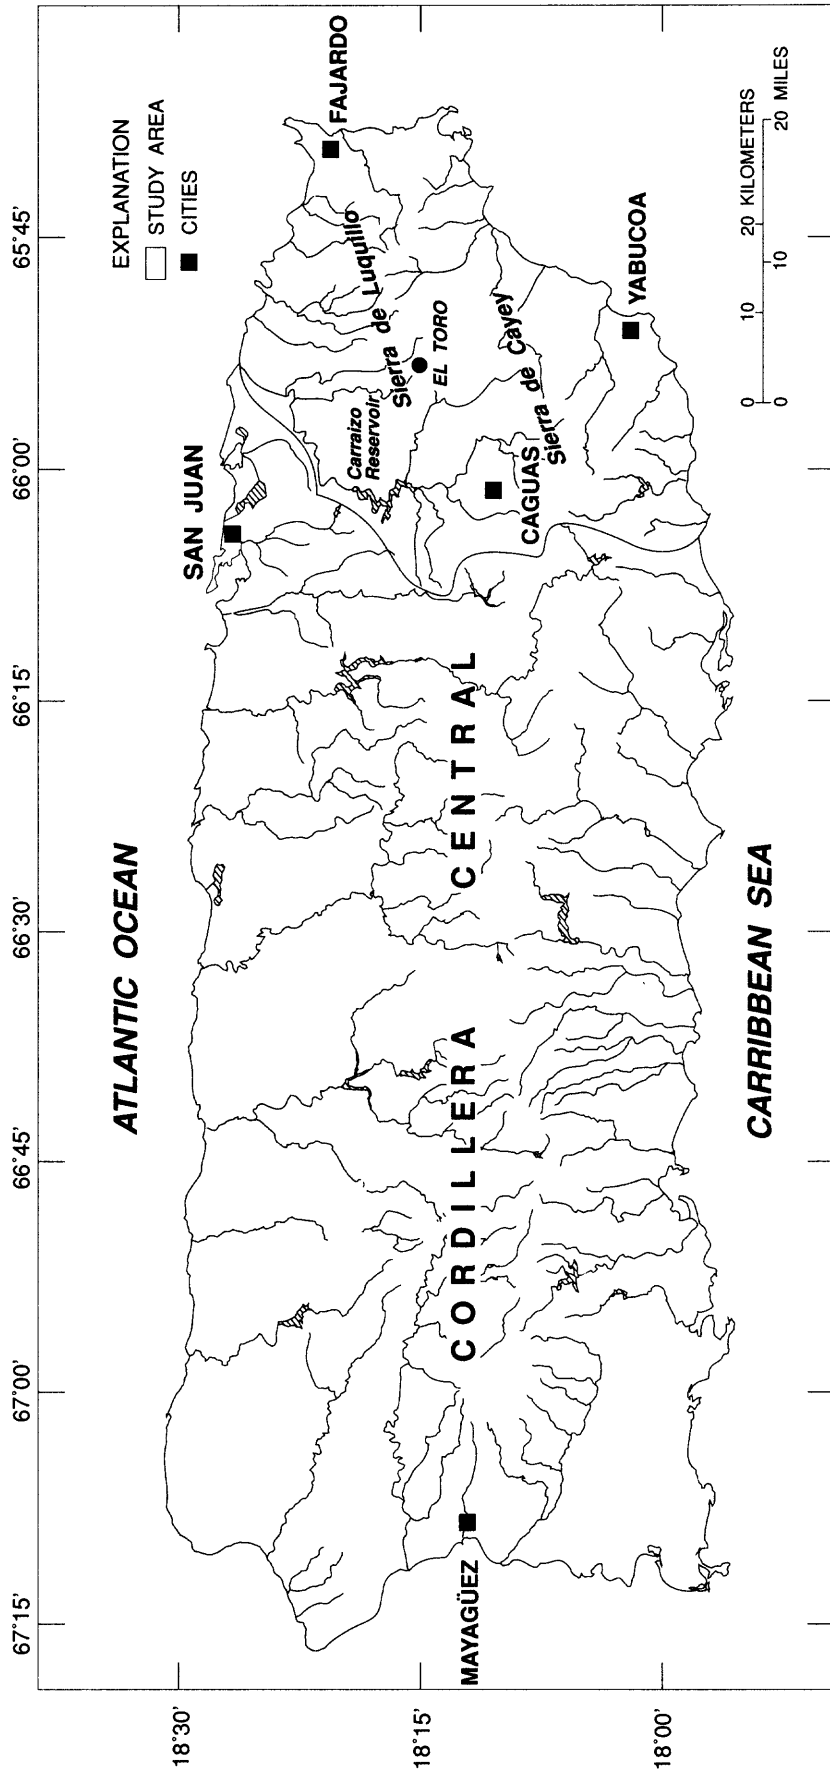 67°15'
67°00'
66°45'
66°30'
66°15'
66°00'
65°45'
18°30'
18°15'
18°00'
ATLANTIC OCEAN
EXPLANATION
STUDY AREA
CITIES
SAN JUAN
FAJARDO
Carraizo
Reservoir
Sierra de Luquillo
EL TORO
MAYAGÜEZ
CORDILLERA CENTRAL
CAGUAS
Sierra de Cayey
YABUCOA
CARRIBBEAN SEA
0 10 20 KILOMETERS
0 10 20 MILES